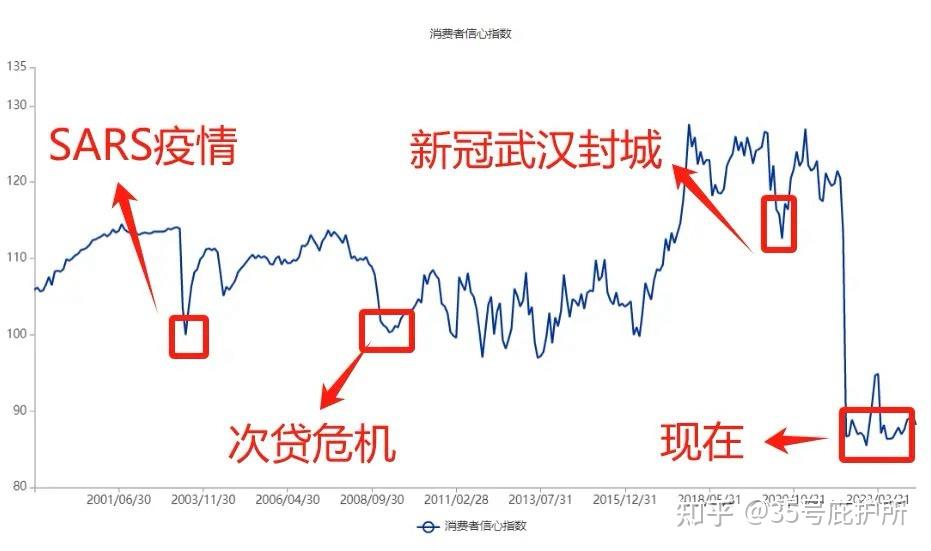 消费者信心指数
135
130
SARS疫情
新冠武汉封城
120
110
100
次贷危机
现在
90
80
2001/06/30
2003/11/30
2006/04/30
2008/09/30
2011/02/28
2013/07/31
2015/12/31
2018/05/31
2020/10/31
2023/03/31
知乎 @35号庇护所
消费者信心指数